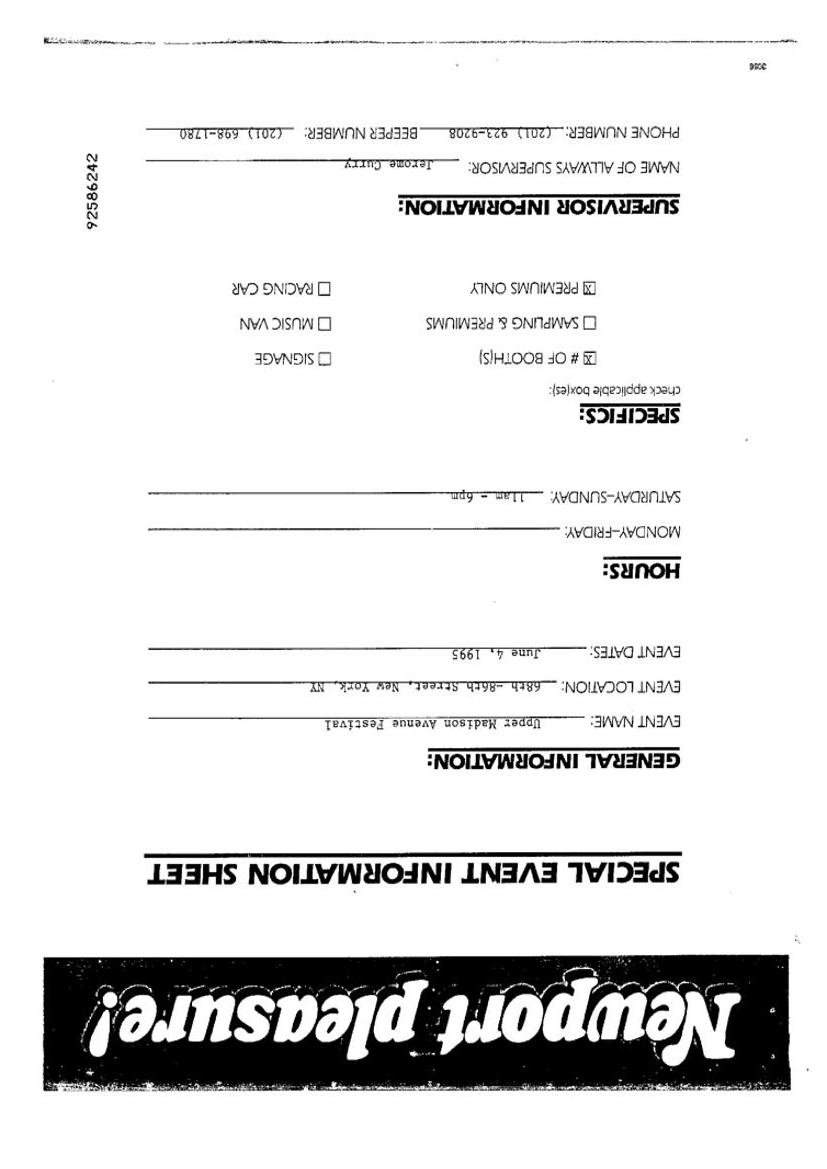 Newport pleasure!
SPECIAL EVENT INFORMATION SHEET
GENERAL INFORMATION:
EVENT NAME: Upper Madison Avenue Festival
EVENT LOCATION: 68th -86th Street, New York, NY
EVENT DATES: June 4, 1995
HOURS:
MONDAY-FRIDAY:
SATURDAY-SUNDAY: 11am - 6pm
SPECIFICS:
check applicable box(es):
☒ # OF BOOTH(S) ☐ SIGNAGE
☐ SAMPLING & PREMIUMS ☐ MUSIC VAN
☒ PREMIUMS ONLY ☐ RACING CAR
SUPERVISOR INFORMATION:
NAME OF ALLWAYS SUPERVISOR: Jerome Curry
PHONE NUMBER: (201) 923-9208 BEEPER NUMBER: (201) 698-1780
92586242